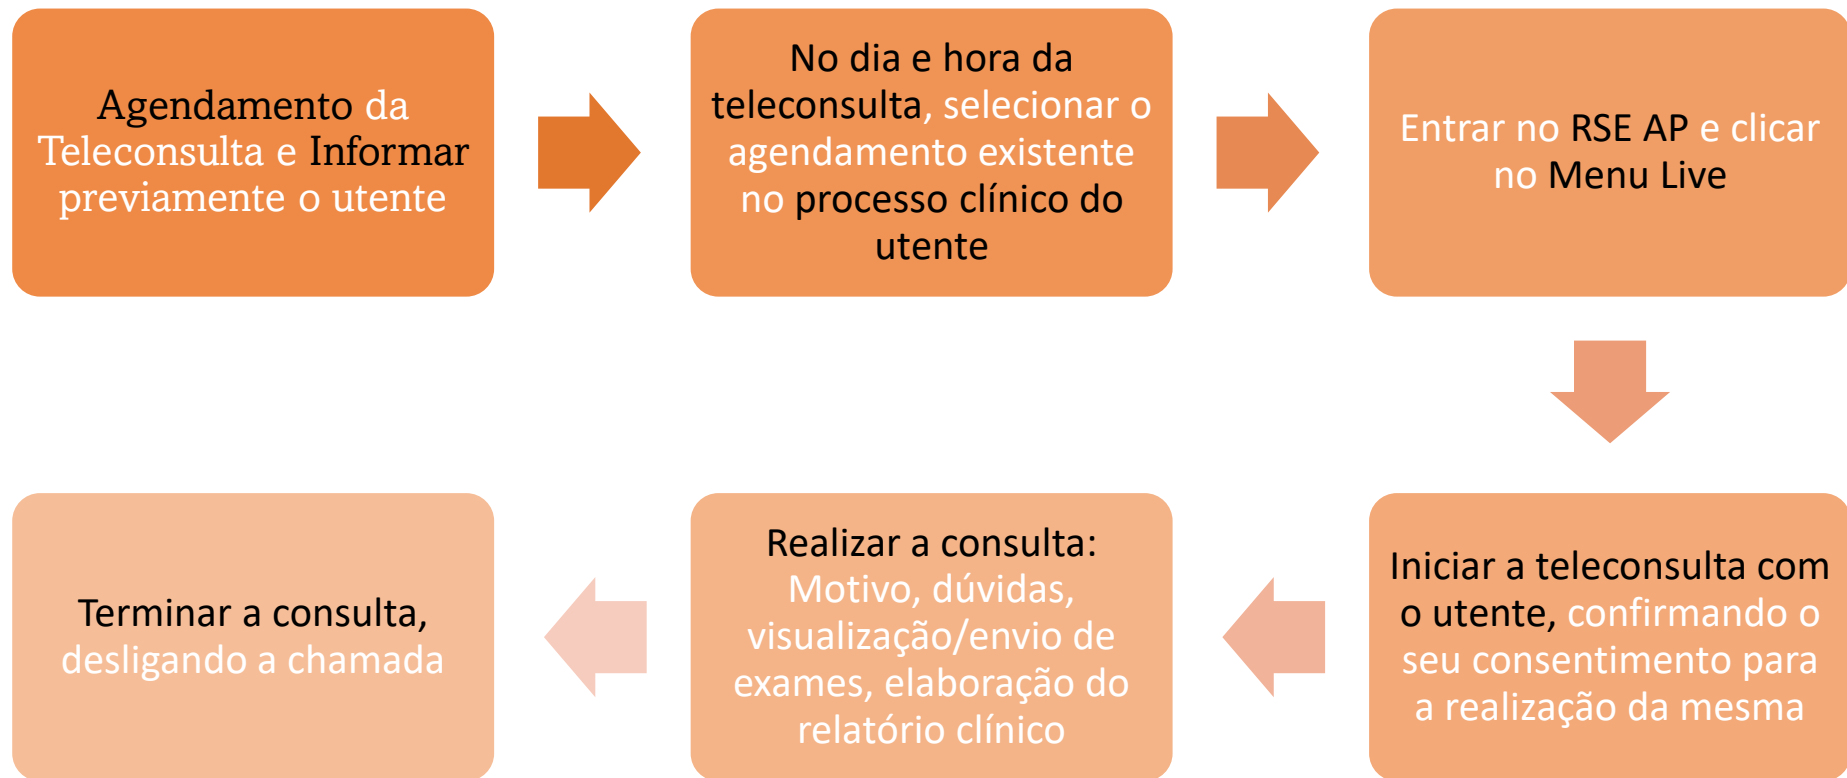 Agendamento da
Teleconsulta e Informar
previamente o utente
No dia e hora da
teleconsulta, selecionar o
agendamento existente
no processo clínico do
utente
Entrar no RSE AP e clicar
no Menu Live
Iniciar a teleconsulta com
o utente, confirmando o
seu consentimento para
a realização da mesma
Realizar a consulta:
Motivo, dúvidas,
visualização/envio de
exames, elaboração do
relatório clínico
Terminar a consulta,
desligando a chamada